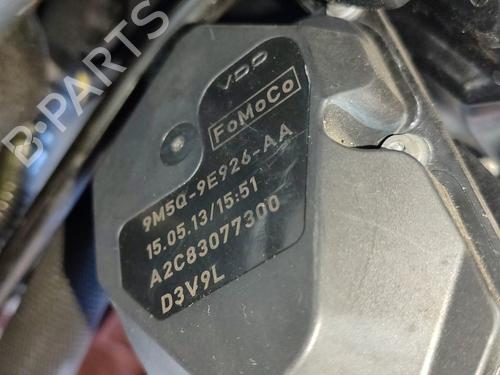 VDO
FoMoCo
9M5Q-9E926-AA
15.05.13/15:51
A2C83077300
D3V9L
B-PARTS